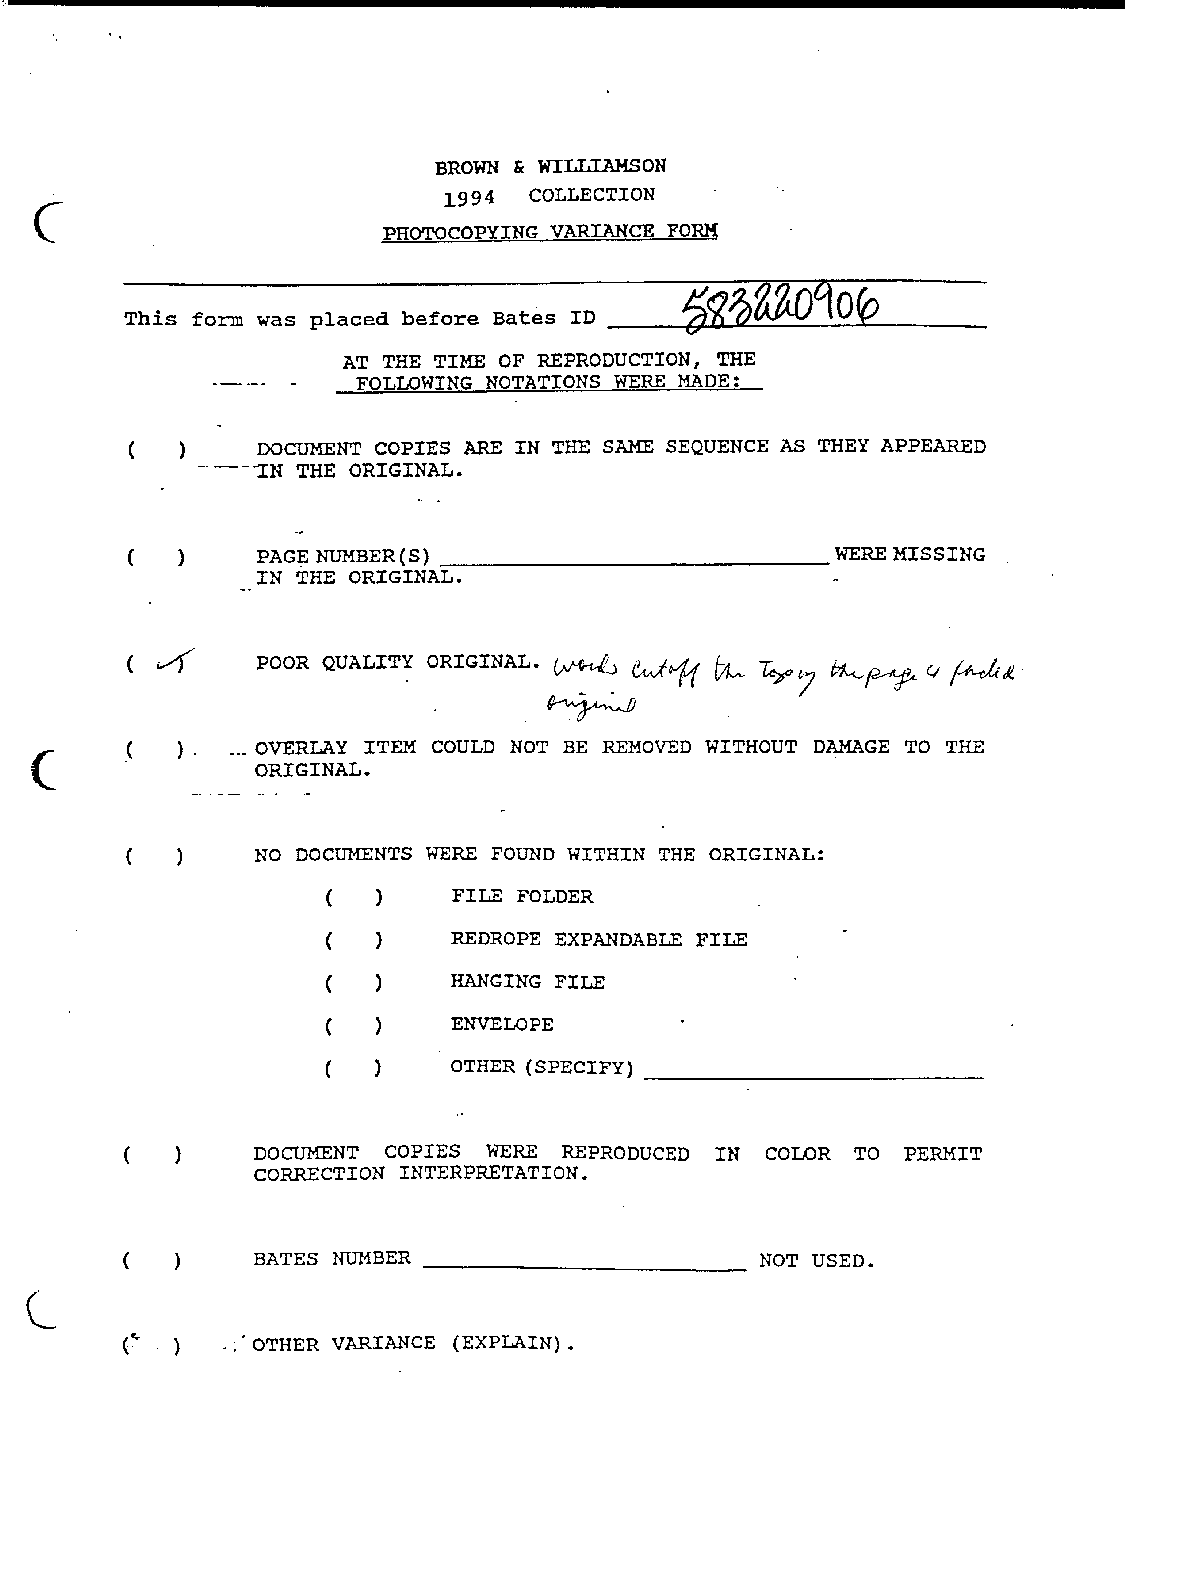 BROWN & WILLIAMSON
1994 COLLECTION
PHOTOCOPYING VARIANCE FORM
This form was placed before Bates ID 583220906
AT THE TIME OF REPRODUCTION, THE
FOLLOWING NOTATIONS WERE MADE:
( ) DOCUMENT COPIES ARE IN THE SAME SEQUENCE AS THEY APPEARED
IN THE ORIGINAL.
( ) PAGE NUMBER(S) ____ WERE MISSING
IN THE ORIGINAL.
( ✓ ) POOR QUALITY ORIGINAL. words cutoff the Top of the page & faded
original
( ) OVERLAY ITEM COULD NOT BE REMOVED WITHOUT DAMAGE TO THE
ORIGINAL.
( ) NO DOCUMENTS WERE FOUND WITHIN THE ORIGINAL:
( ) FILE FOLDER
( ) REDROPE EXPANDABLE FILE
( ) HANGING FILE
( ) ENVELOPE
( ) OTHER (SPECIFY) ____
( ) DOCUMENT COPIES WERE REPRODUCED IN COLOR TO PERMIT
CORRECTION INTERPRETATION.
( ) BATES NUMBER ____ NOT USED.
( ) OTHER VARIANCE (EXPLAIN).